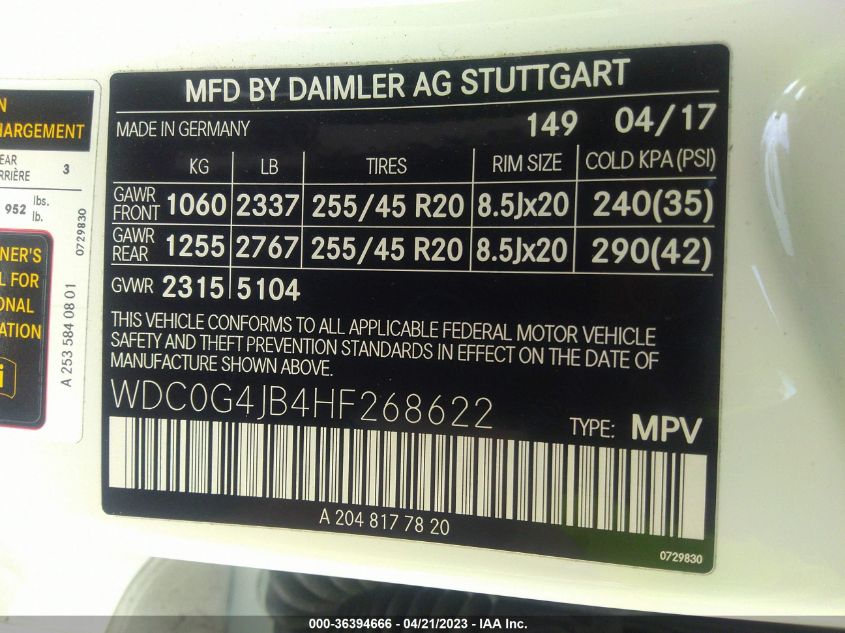 MFD BY DAIMLER AG STUTTGART
MADE IN GERMANY 149 04/17
KG LB TIRES RIM SIZE COLD KPA (PSI)
GAWR FRONT 1060 2337 255/45 R20 8.5Jx20 240(35)
GAWR REAR 1255 2767 255/45 R20 8.5Jx20 290(42)
GVWR 2315 5104
THIS VEHICLE CONFORMS TO ALL APPLICABLE FEDERAL MOTOR VEHICLE
SAFETY AND THEFT PREVENTION STANDARDS IN EFFECT ON THE DATE OF
MANUFACTURE SHOWN ABOVE.
WDC0G4JB4HF268622
TYPE: MPV
A 204 817 78 20
0729830
N
HARGEMENT
EAR
RRIÈRE 3
952 lbs.
lb.
0729830
NER'S
L FOR
ONAL
ATION
i
A 253 584 08 01
000-36394666 - 04/21/2023 - IAA Inc.